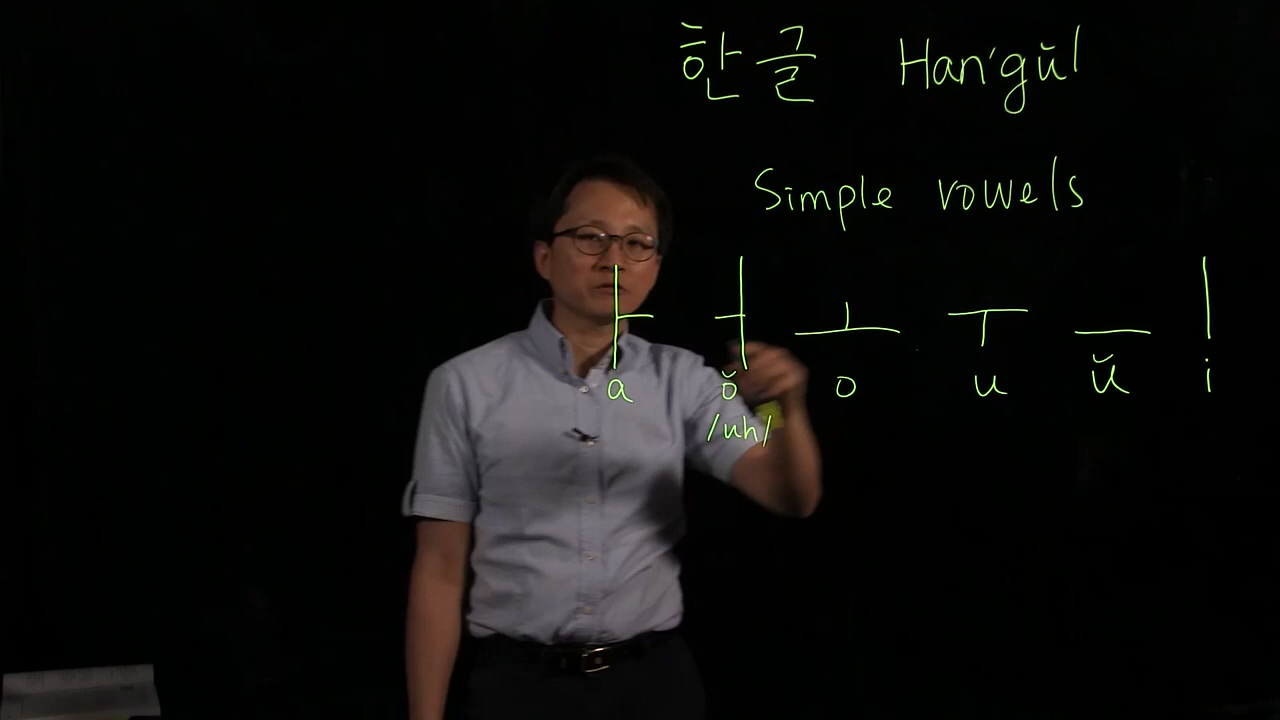 한글 Han'gŭl
Simple vowels
ㅏ ㅓ ㅗ ㅜ ㅡ ㅣ
a ŏ o u ŭ i
/uh/